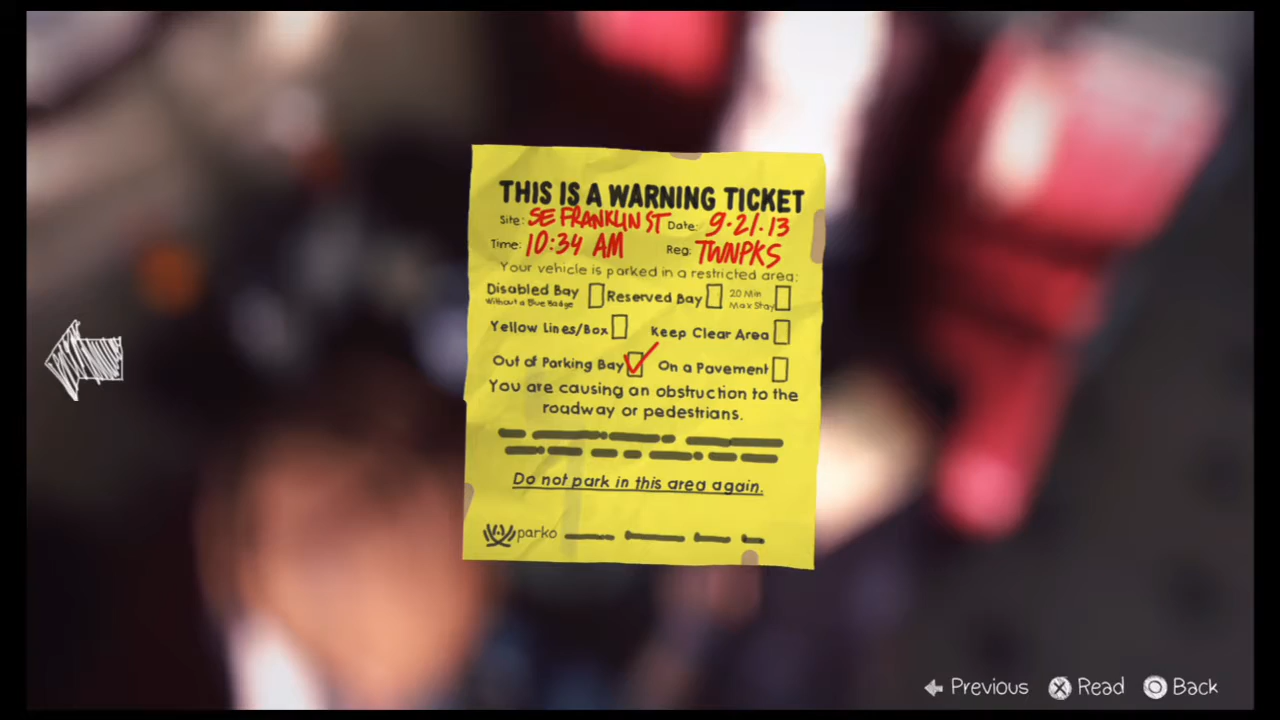 THIS IS A WARNING TICKET
Site: SE FRANKLIN ST Date: 9.21.13
Time: 10:34 AM Reg: TWNPKS
Your vehicle is parked in a restricted area:
Disabled Bay Reserved Bay 20 Min
Without a Blue Badge Max Stay
Yellow Lines/Box Keep Clear Area
Out of Parking Bay On a Pavement
You are causing an obstruction to the
roadway or pedestrians.
Do not park in this area again.
parko
Previous Read Back